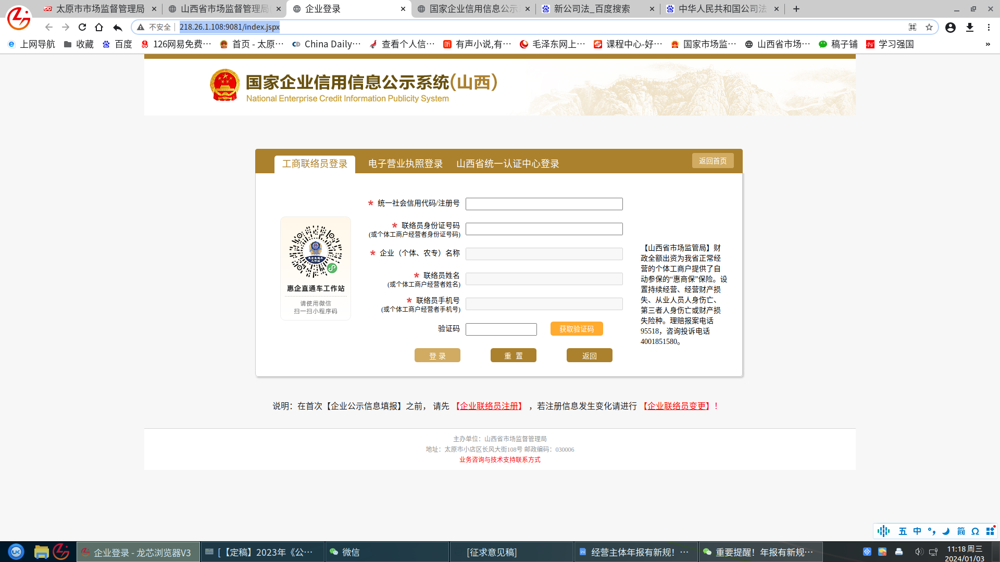 太原市市场监督管理局
山西省市场监督管理局
企业登录
国家企业信用信息公示
新公司法_百度搜索
中华人民共和国公司法
不安全
218.26.1.108:9081/index.jspx
上网导航
收藏
百度
126网易免费…
首页 - 太原…
China Daily…
查看个人信…
有声小说,有…
毛泽东网上…
课程中心-好…
国家市场监…
山西省市场…
稿子铺
学习强国
»
国家企业信用信息公示系统(山西)
National Enterprise Credit Information Publicity System
工商联络员登录
电子营业执照登录
山西省统一认证中心登录
返回首页
* 统一社会信用代码/注册号
* 联络员身份证号码
(或个体工商户经营者身份证号码)
* 企业（个体、农专）名称
* 联络员姓名
(或个体工商户经营者姓名)
* 联络员手机号
(或个体工商户经营者手机号)
验证码
获取验证码
登 录
重 置
返回
惠企直通车
工作站
惠企直通车工作站
请使用微信
扫一扫小程序码
【山西省市场监管局】财
政全额出资为我省正常经
营的个体工商户提供了自
动参保的“惠商保”保险。设
置持续经营、经营财产损
失、从业人员人身伤亡、
第三者人身伤亡或财产损
失险种。理赔报案电话
95518，咨询投诉电话
4001851580。
说明：在首次【企业公示信息填报】之前， 请先 【企业联络员注册】 ，若注册信息发生变化请进行 【企业联络员变更】！
主办单位：山西省市场监督管理局
地址：太原市小店区长风大街108号 邮政编码：030006
业务咨询与技术支持联系方式
五 中 简
企业登录 - 龙芯浏览器V3
[【定稿】2023年《公…
微信
[征求意见稿]
经营主体年报有新规！…
重要提醒！年报有新规…
11:18 周三
2024/01/03